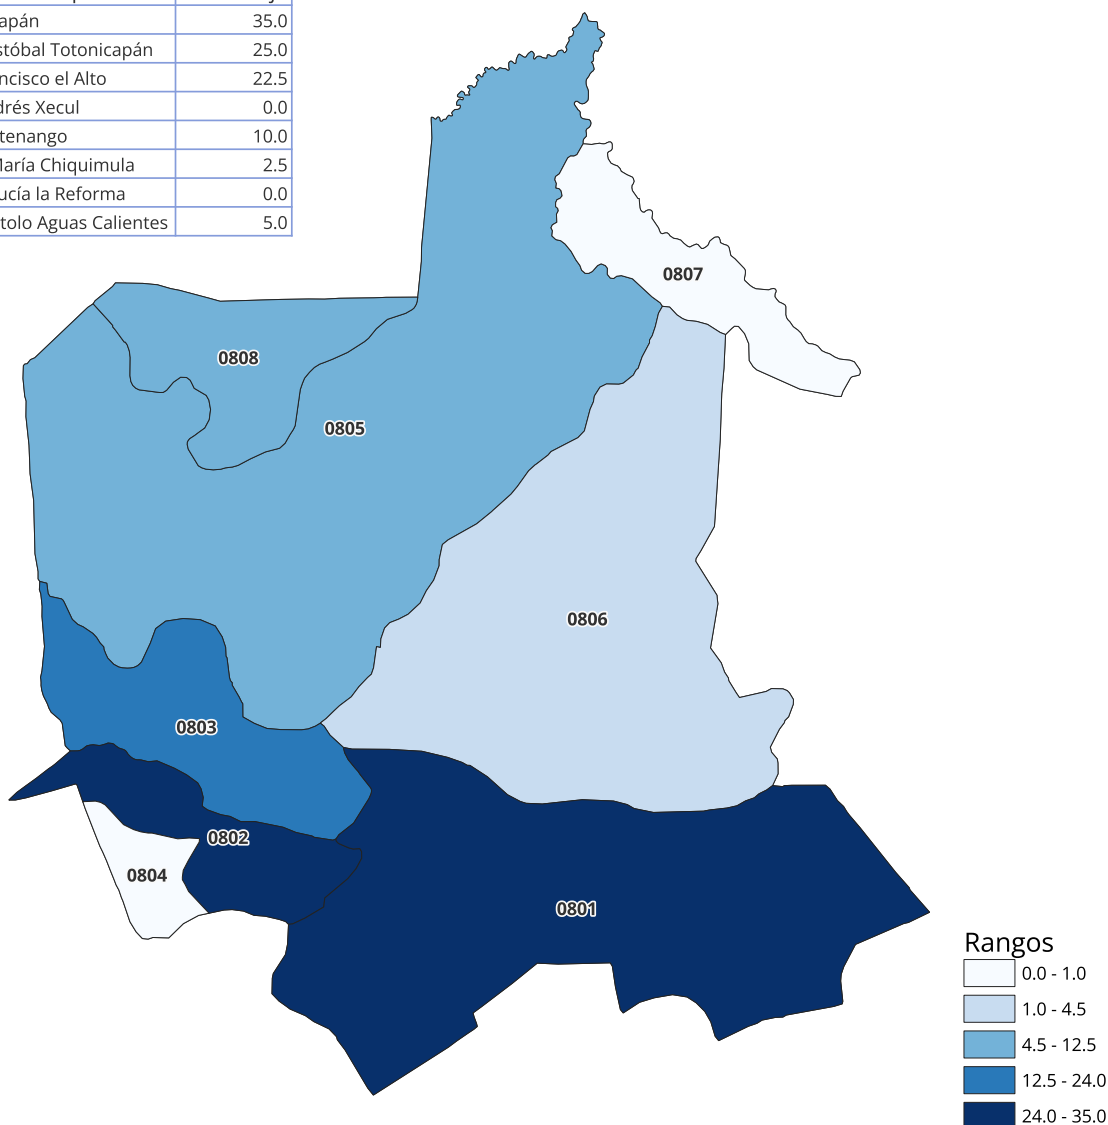 apán 35.0
stóbal Totonicapán 25.0
ncisco el Alto 22.5
drés Xecul 0.0
tenango 10.0
María Chiquimula 2.5
ucía la Reforma 0.0
tolo Aguas Calientes 5.0
0807
0808
0805
0806
0803
0802
0804
0801
Rangos
0.0 - 1.0
1.0 - 4.5
4.5 - 12.5
12.5 - 24.0
24.0 - 35.0